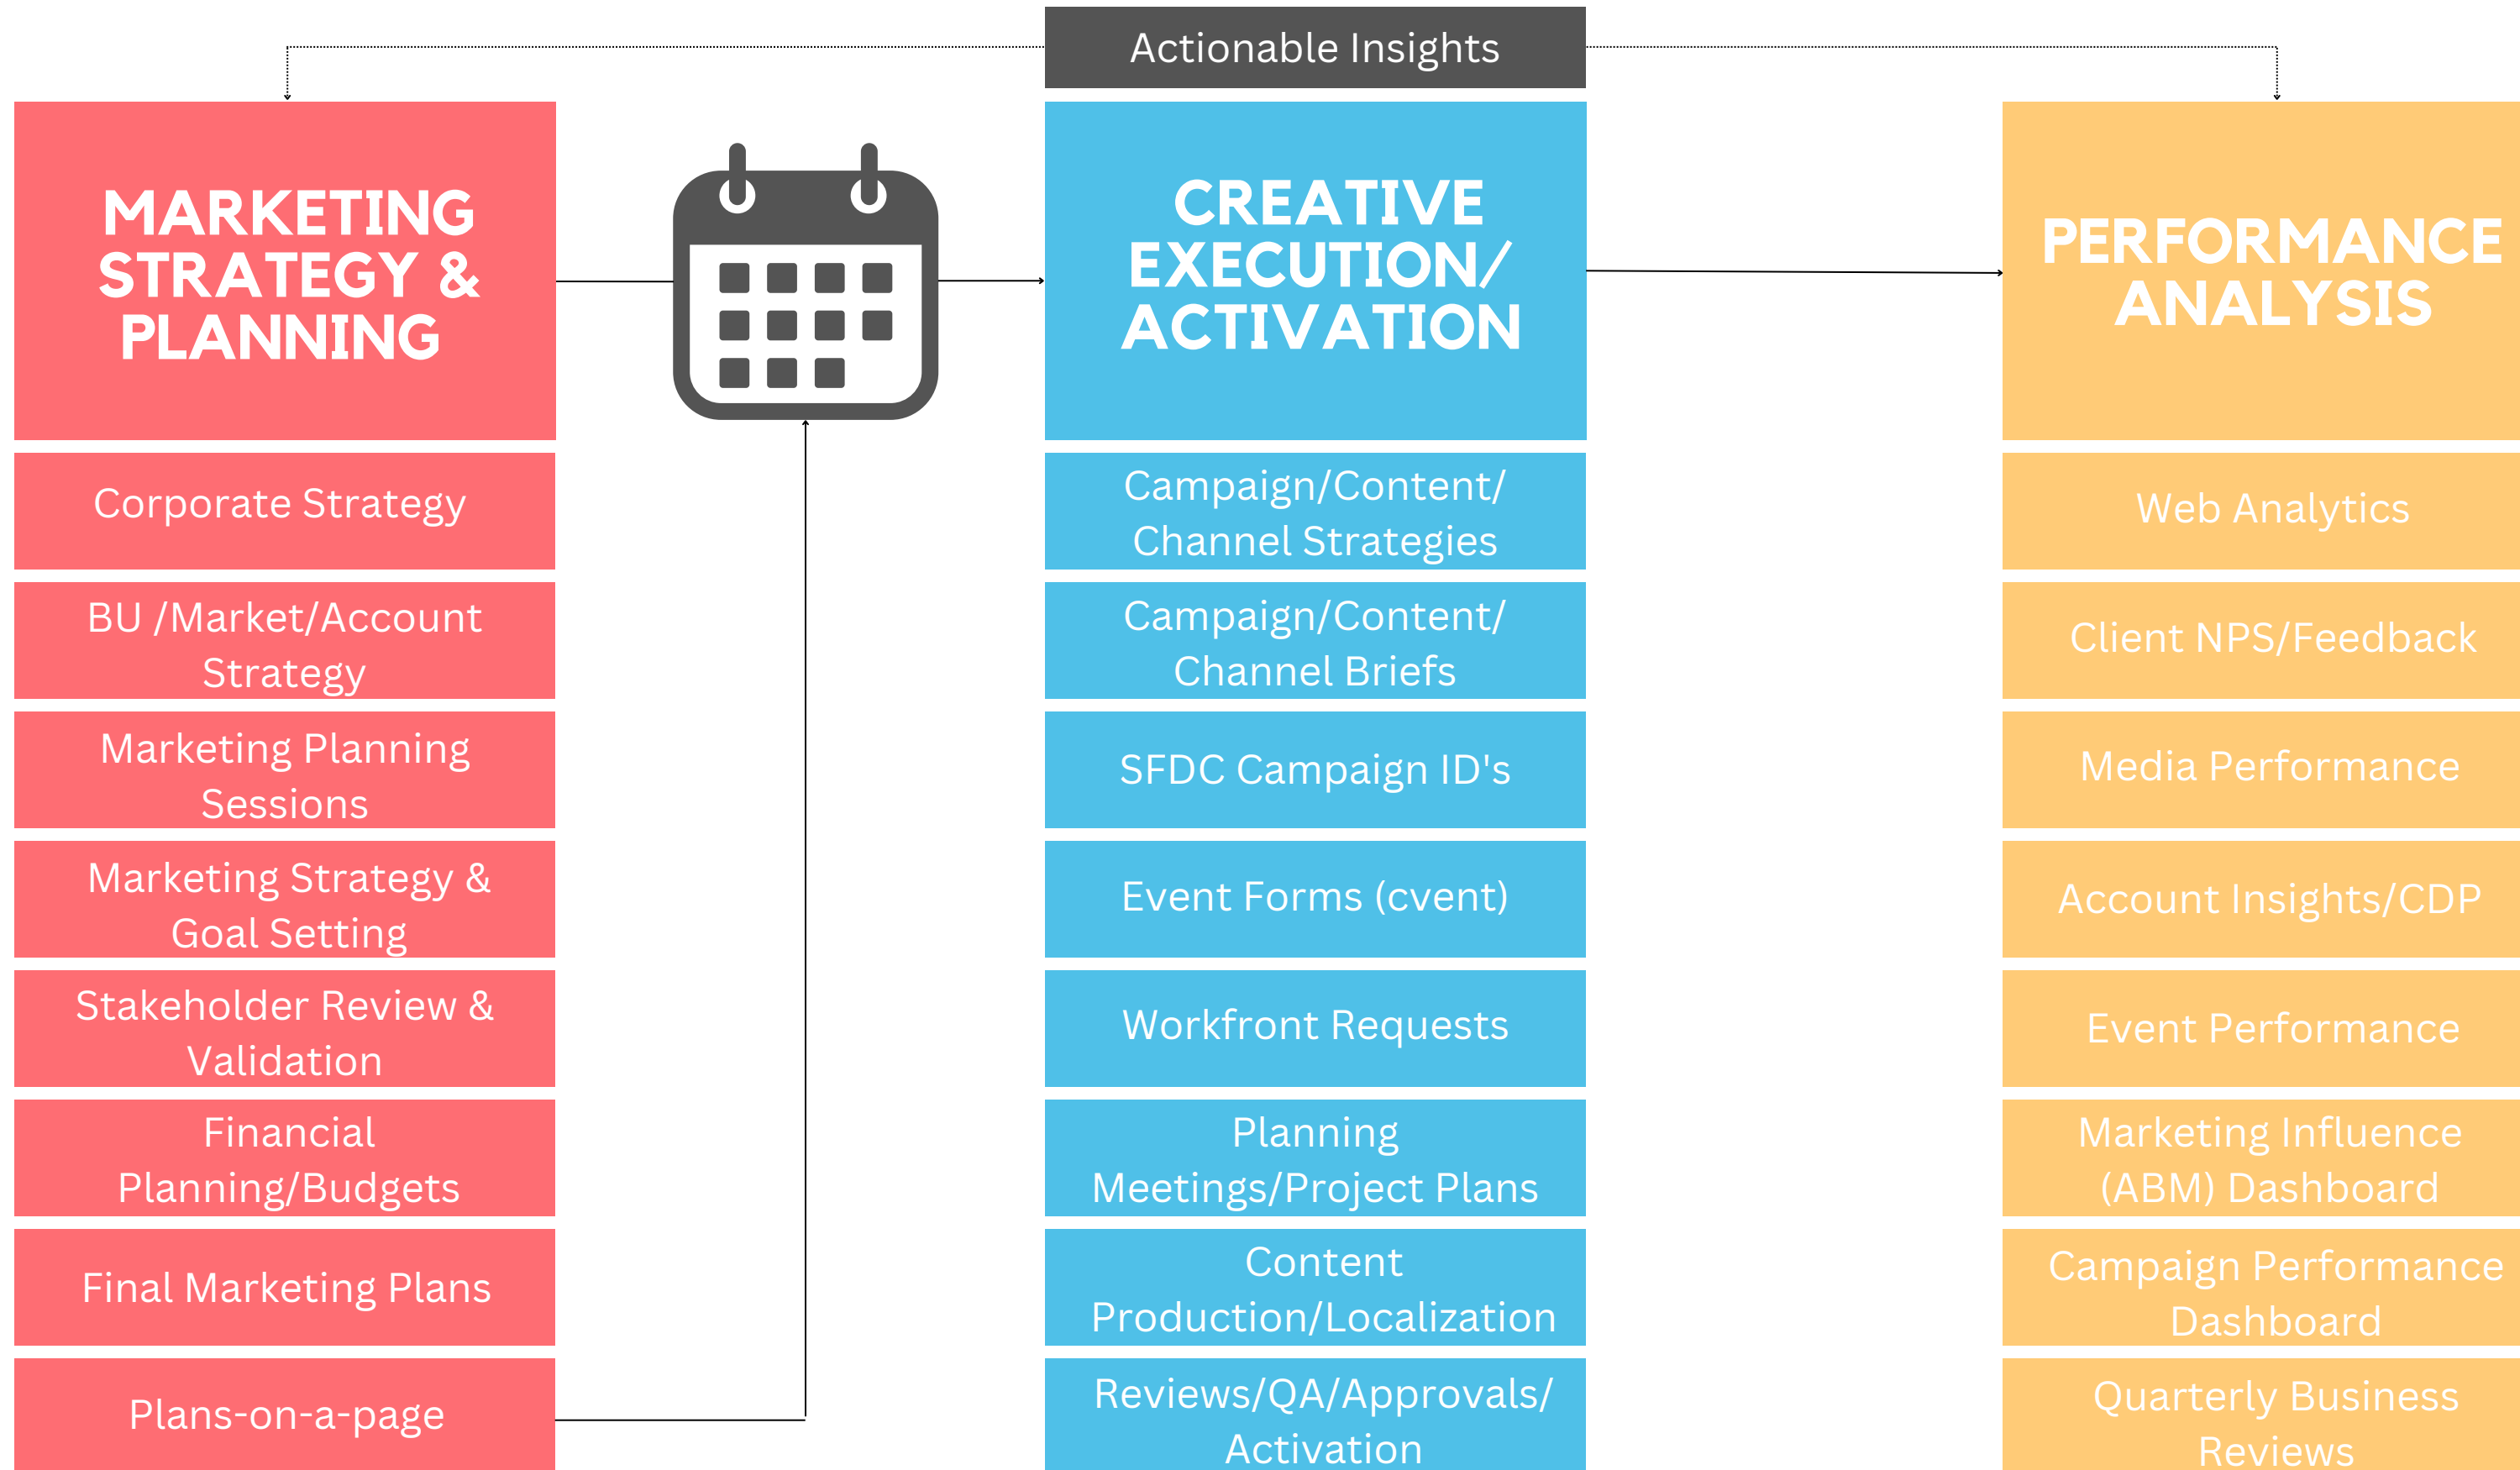 Actionable Insights
MARKETING
STRATEGY &
PLANNING
Corporate Strategy
BU /Market/Account
Strategy
Marketing Planning
Sessions
Marketing Strategy &
Goal Setting
Stakeholder Review &
Validation
Financial
Planning/Budgets
Final Marketing Plans
Plans-on-a-page
CREATIVE
EXECUTION/
ACTIVATION
Campaign/Content/
Channel Strategies
Campaign/Content/
Channel Briefs
SFDC Campaign ID's
Event Forms (cvent)
Workfront Requests
Planning
Meetings/Project Plans
Content
Production/Localization
Reviews/QA/Approvals/
Activation
PERFORMANCE
ANALYSIS
Web Analytics
Client NPS/Feedback
Media Performance
Account Insights/CDP
Event Performance
Marketing Influence
(ABM) Dashboard
Campaign Performance
Dashboard
Quarterly Business
Reviews